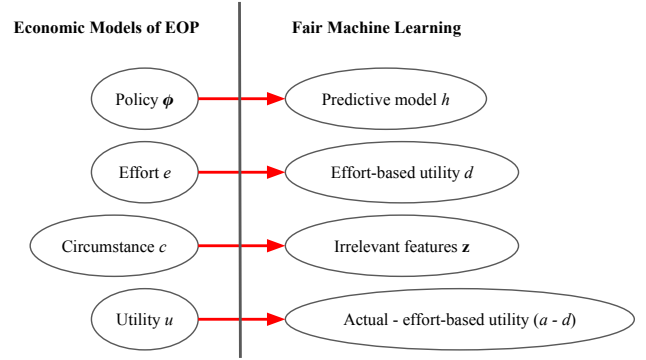 Economic Models of EOP
Fair Machine Learning
Policy ϕ
Predictive model h
Effort e
Effort-based utility d
Circumstance c
Irrelevant features z
Utility u
Actual - effort-based utility (a - d)